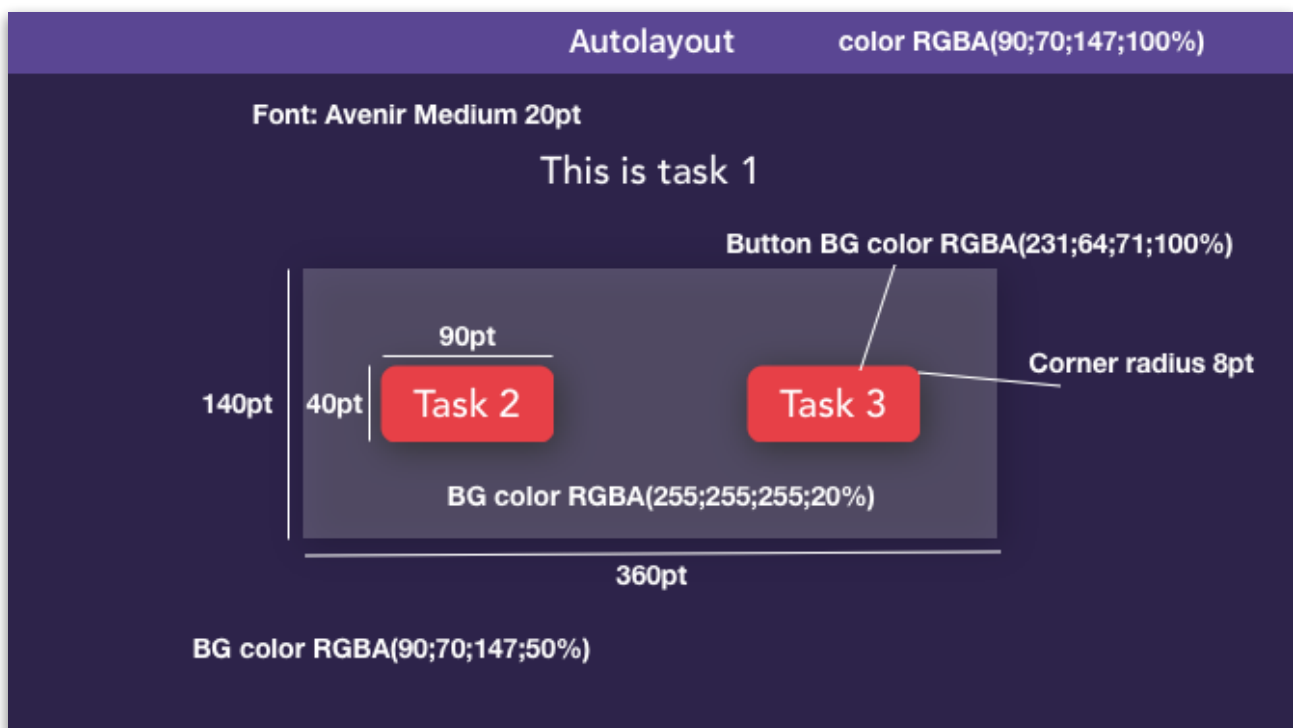 Autolayout color RGBA(90;70;147;100%)
Font: Avenir Medium 20pt
This is task 1
Button BG color RGBA(231;64;71;100%)
90pt
Corner radius 8pt
140pt 40pt Task 2 Task 3
BG color RGBA(255;255;255;20%)
360pt
BG color RGBA(90;70;147;50%)